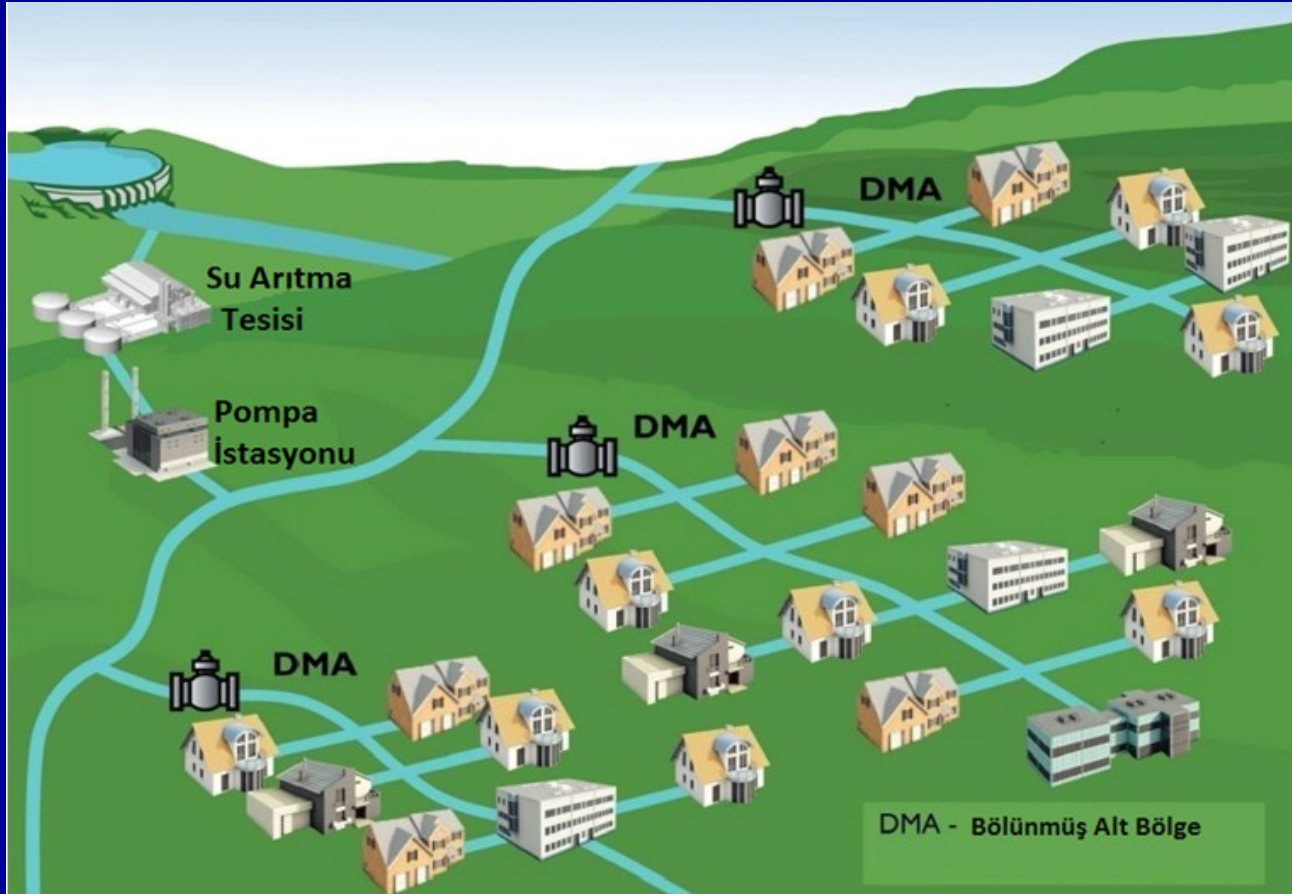 DMA
Su Arıtma
Tesisi
Pompa
İstasyonu
DMA
DMA
DMA - Bölünmüş Alt Bölge